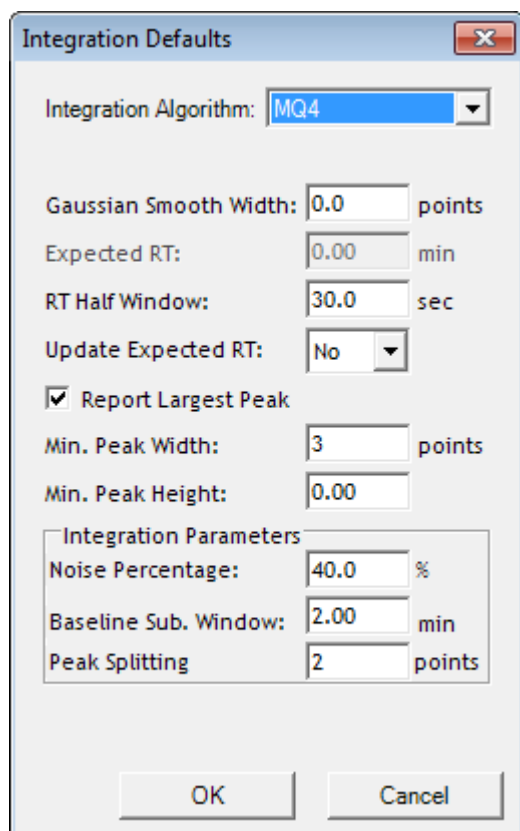 Integration Defaults
Integration Algorithm: MQ4
Gaussian Smooth Width: 0.0 points
Expected RT: 0.00 min
RT Half Window: 30.0 sec
Update Expected RT: No
Report Largest Peak
Min. Peak Width: 3 points
Min. Peak Height: 0.00
Integration Parameters
Noise Percentage: 40.0 %
Baseline Sub. Window: 2.00 min
Peak Splitting 2 points
OK Cancel